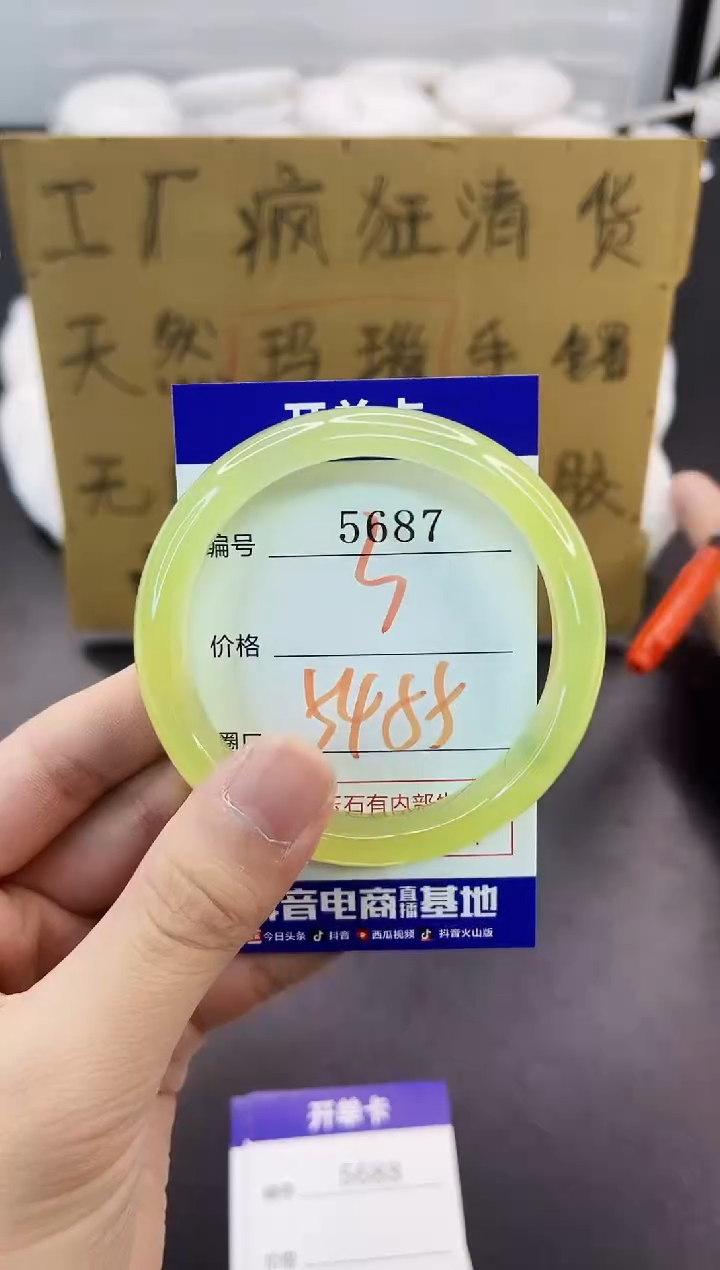 工厂疯狂清货
天然玛瑙手镯
无 胶
开单卡
编号 5687
5
价格
5488
圈口
玉石有内部
抖音电商直播基地
今日头条 抖音 西瓜视频 抖音火山版
开单卡
编号 5688
价格